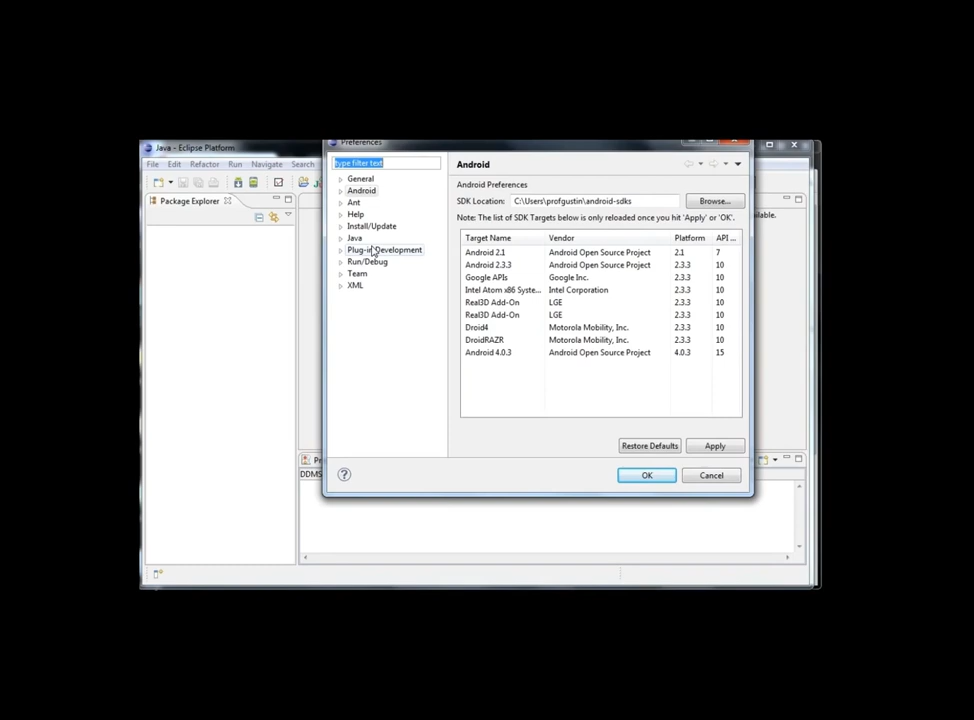 Java - Eclipse Platform
File Edit Refactor Run Navigate Search
Package Explorer
DDMS
Preferences
type filter text
General
Android
Ant
Help
Install/Update
Java
Plug-in Development
Run/Debug
Team
XML
Android
Android Preferences
SDK Location: C:\Users\profgustin\android-sdks Browse...
Note: The list of SDK Targets below is only reloaded once you hit 'Apply' or 'OK'.
Target Name Vendor Platform API ...
Android 2.1 Android Open Source Project 2.1 7
Android 2.3.3 Android Open Source Project 2.3.3 10
Google APIs Google Inc. 2.3.3 10
Intel Atom x86 Syste... Intel Corporation 2.3.3 10
Real3D Add-On LGE 2.3.3 10
Real3D Add-On LGE 2.3.3 10
Droid4 Motorola Mobility, Inc. 2.3.3 10
DroidRAZR Motorola Mobility, Inc. 2.3.3 10
Android 4.0.3 Android Open Source Project 4.0.3 15
Restore Defaults Apply
OK Cancel